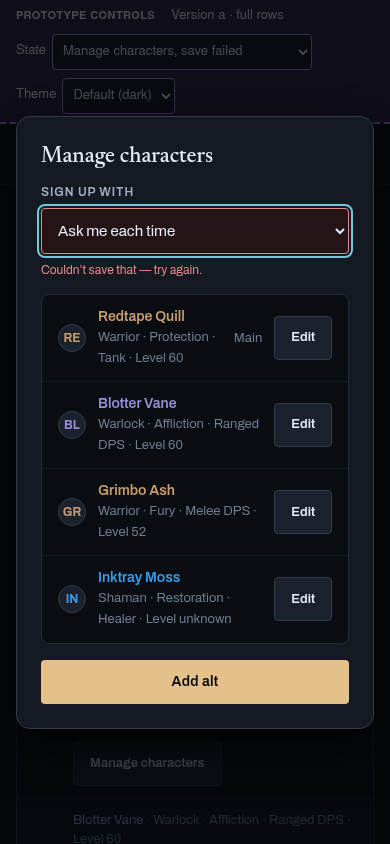 PROTOTYPE CONTROLS Version a · full rows
State Manage characters, save failed
Theme Default (dark)
Manage characters
SIGN UP WITH
Ask me each time
Couldn't save that — try again.
RE
Redtape Quill
Warrior · Protection ·
Tank · Level 60
Main
Edit
BL
Blotter Vane
Warlock · Affliction · Ranged
DPS · Level 60
Edit
GR
Grimbo Ash
Warrior · Fury · Melee DPS ·
Level 52
Edit
IN
Inktray Moss
Shaman · Restoration ·
Healer · Level unknown
Edit
Add alt
Manage characters
Blotter Vane · Warlock · Affliction · Ranged DPS ·
Level 60